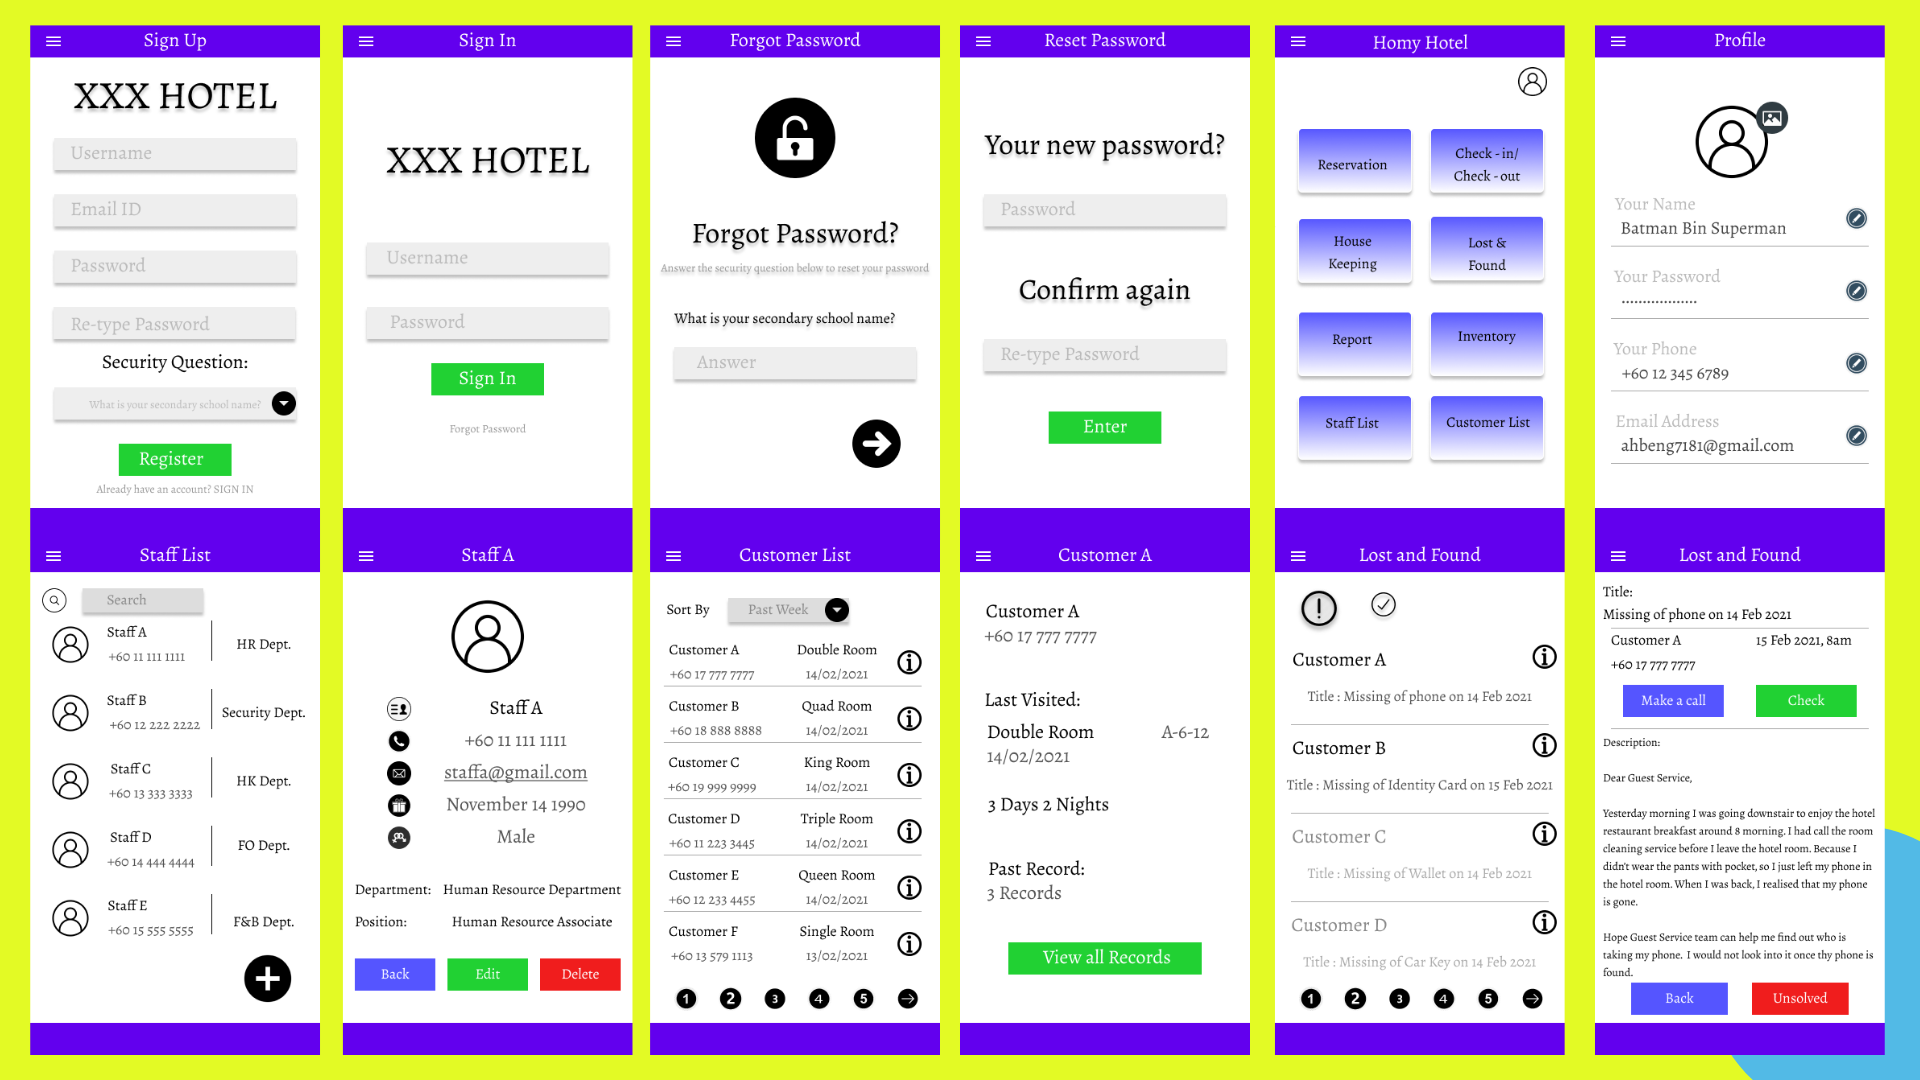 Sign Up
XXX HOTEL
Username
Email ID
Password
Re-type Password
Security Question:
What is your secondary school name?
Register
Already have an account? SIGN IN
Sign In
XXX HOTEL
Username
Password
Sign In
Forgot Password
Forgot Password
Forgot Password?
Answer the security question below to reset your password
What is your secondary school name?
Answer
Reset Password
Your new password?
Password
Confirm again
Re-type Password
Enter
Homy Hotel
Reservation
Check - in/
Check - out
House
Keeping
Lost &
Found
Report
Inventory
Staff List
Customer List
Profile
Your Name
Batman Bin Superman
Your Password
..................
Your Phone
+60 12 345 6789
Email Address
ahbeng7181@gmail.com
Staff List
Search
Staff A
+60 11 111 1111
HR Dept.
Staff B
+60 12 222 2222
Security Dept.
Staff C
+60 13 333 3333
HK Dept.
Staff D
+60 14 444 4444
FO Dept.
Staff E
+60 15 555 5555
F&B Dept.
Staff A
Staff A
+60 11 111 1111
staffa@gmail.com
November 14 1990
Male
Department: Human Resource Department
Position: Human Resource Associate
Back Edit Delete
Customer List
Sort By Past Week
Customer A Double Room
+60 17 777 7777 14/02/2021
Customer B Quad Room
+60 18 888 8888 14/02/2021
Customer C King Room
+60 19 999 9999 14/02/2021
Customer D Triple Room
+60 11 223 3445 14/02/2021
Customer E Queen Room
+60 12 233 4455 14/02/2021
Customer F Single Room
+60 13 579 1113 13/02/2021
1 2 3 4 5
Customer A
Customer A
+60 17 777 7777
Last Visited:
Double Room A-6-12
14/02/2021
3 Days 2 Nights
Past Record:
3 Records
View all Records
Lost and Found
Customer A
Title : Missing of phone on 14 Feb 2021
Customer B
Title : Missing of Identity Card on 15 Feb 2021
Customer C
Title : Missing of Wallet on 14 Feb 2021
Customer D
Title : Missing of Car Key on 14 Feb 2021
1 2 3 4 5
Lost and Found
Title:
Missing of phone on 14 Feb 2021
Customer A 15 Feb 2021, 8am
+60 17 777 7777
Make a call Check
Description:
Dear Guest Service,
Yesterday morning I was going downstair to enjoy the hotel
restaurant breakfast around 8 morning. I had call the room
cleaning service before I leave the hotel room. Because I
didn't wear the pants with pocket, so I just left my phone in
the hotel room. When I was back, I realised that my phone
is gone.
Hope Guest Service team can help me find out who is
taking my phone. I would not look into it once thy phone is
found.
Back Unsolved